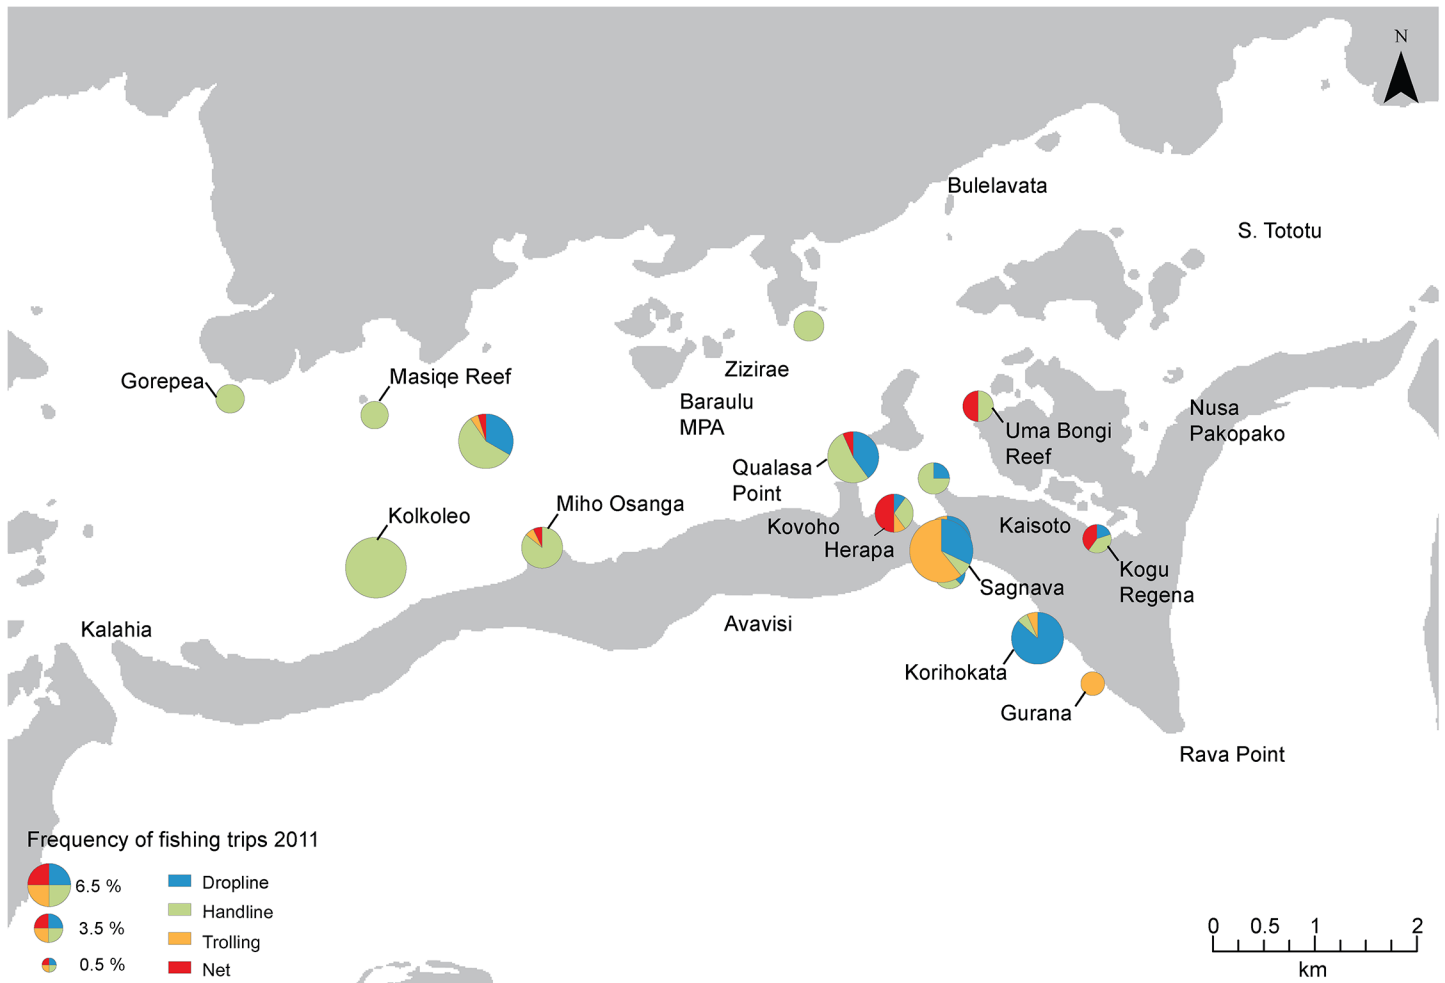 N
Bulelavata
S. Tototu
Gorepea
Masiqe Reef
Zizirae
Baraulu
MPA
Nusa
Pakopako
Uma Bongi
Reef
Qualasa
Point
Miho Osanga
Kolkoleo
Kovoho
Herapa
Kaisoto
Kogu
Regena
Sagnava
Avavisi
Kalahia
Korihokata
Gurana
Rava Point
Frequency of fishing trips 2011
6.5 %
3.5 %
0.5 %
Dropline
Handline
Trolling
Net
0 0.5 1 2
km